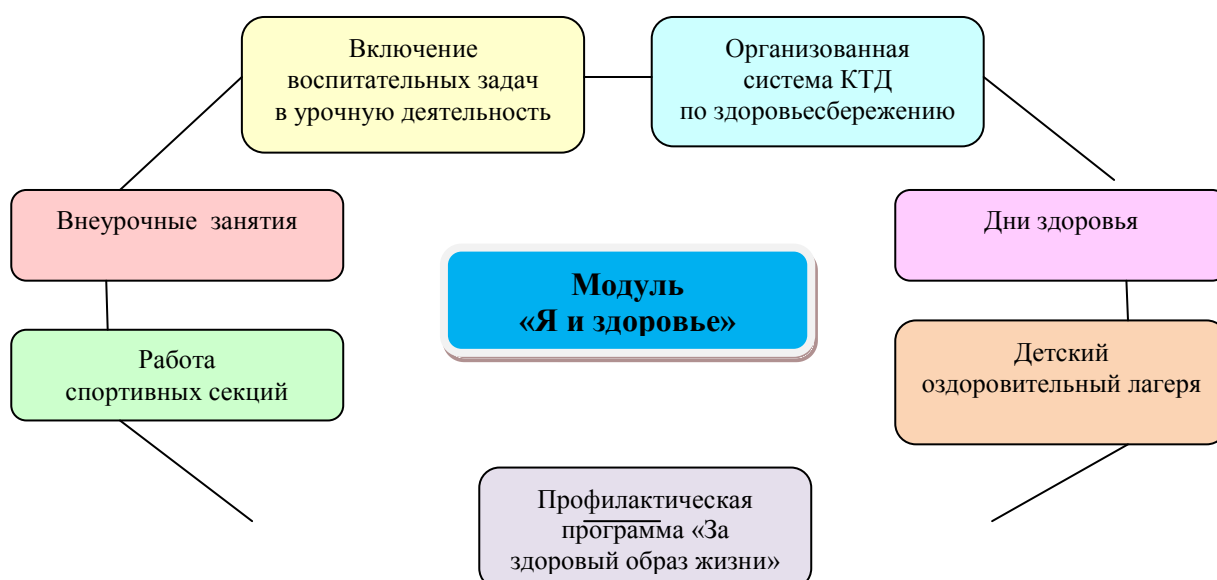 Включение
воспитательных задач
в урочную деятельность
Организованная
система КТД
по здоровьесбережению
Внеурочные занятия
Дни здоровья
Модуль
«Я и здоровье»
Работа
спортивных секций
Детский
оздоровительный лагеря
Профилактическая
программа «За
здоровый образ жизни»